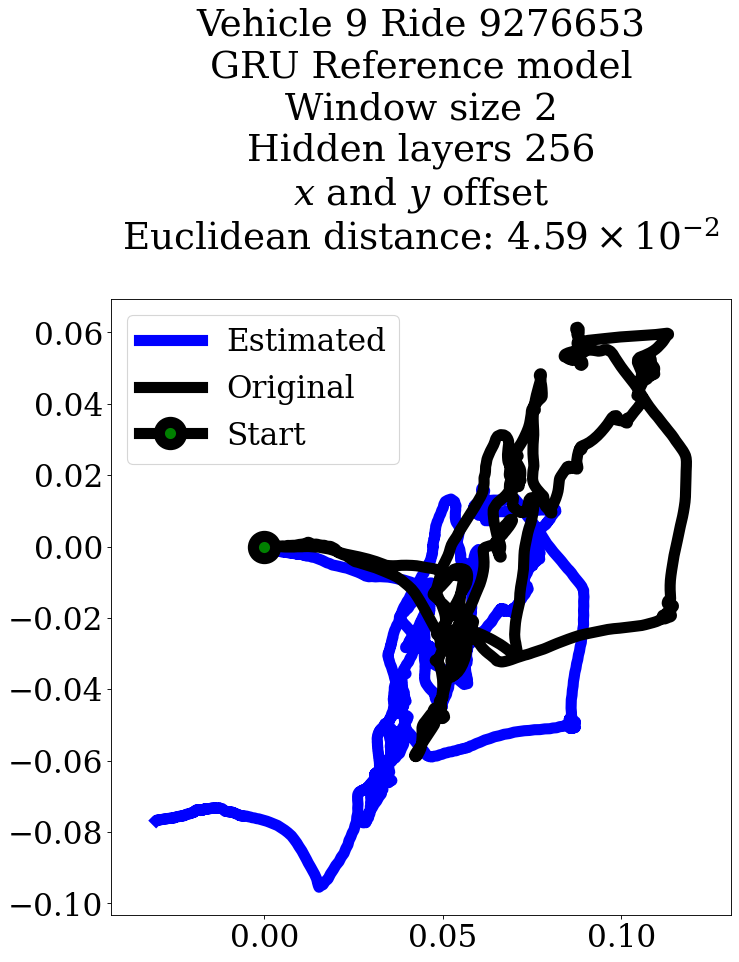 Vehicle 9 Ride 9276653
GRU Reference model
Window size 2
Hidden layers 256
x and y offset
Euclidean distance: 4.59 × 10⁻²
Estimated
Original
Start
0.06
0.04
0.02
0.00
−0.02
−0.04
−0.06
−0.08
−0.10
0.00 0.05 0.10